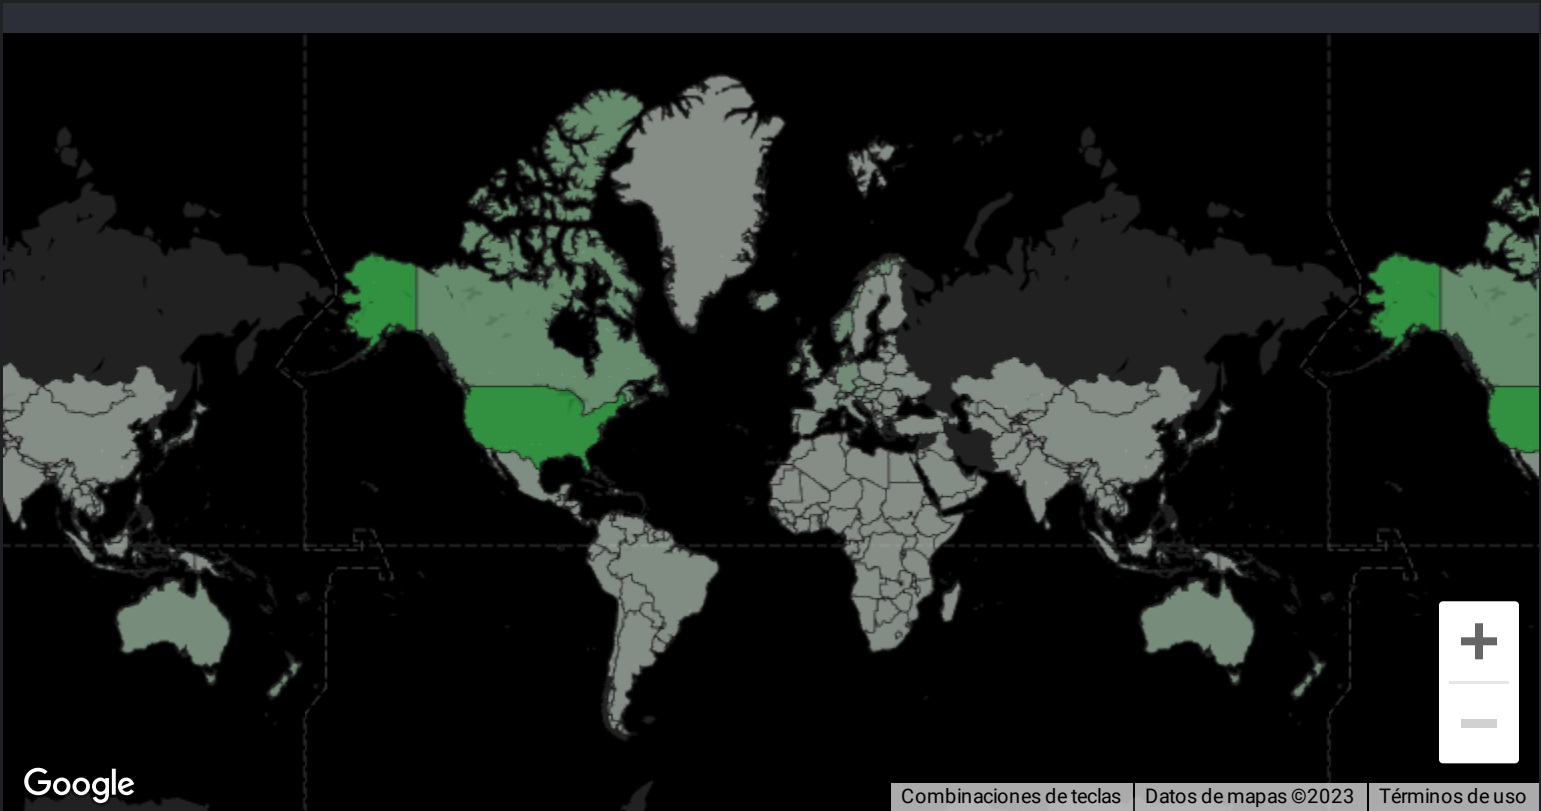 Google
Combinaciones de teclas
Datos de mapas ©2023
Términos de uso